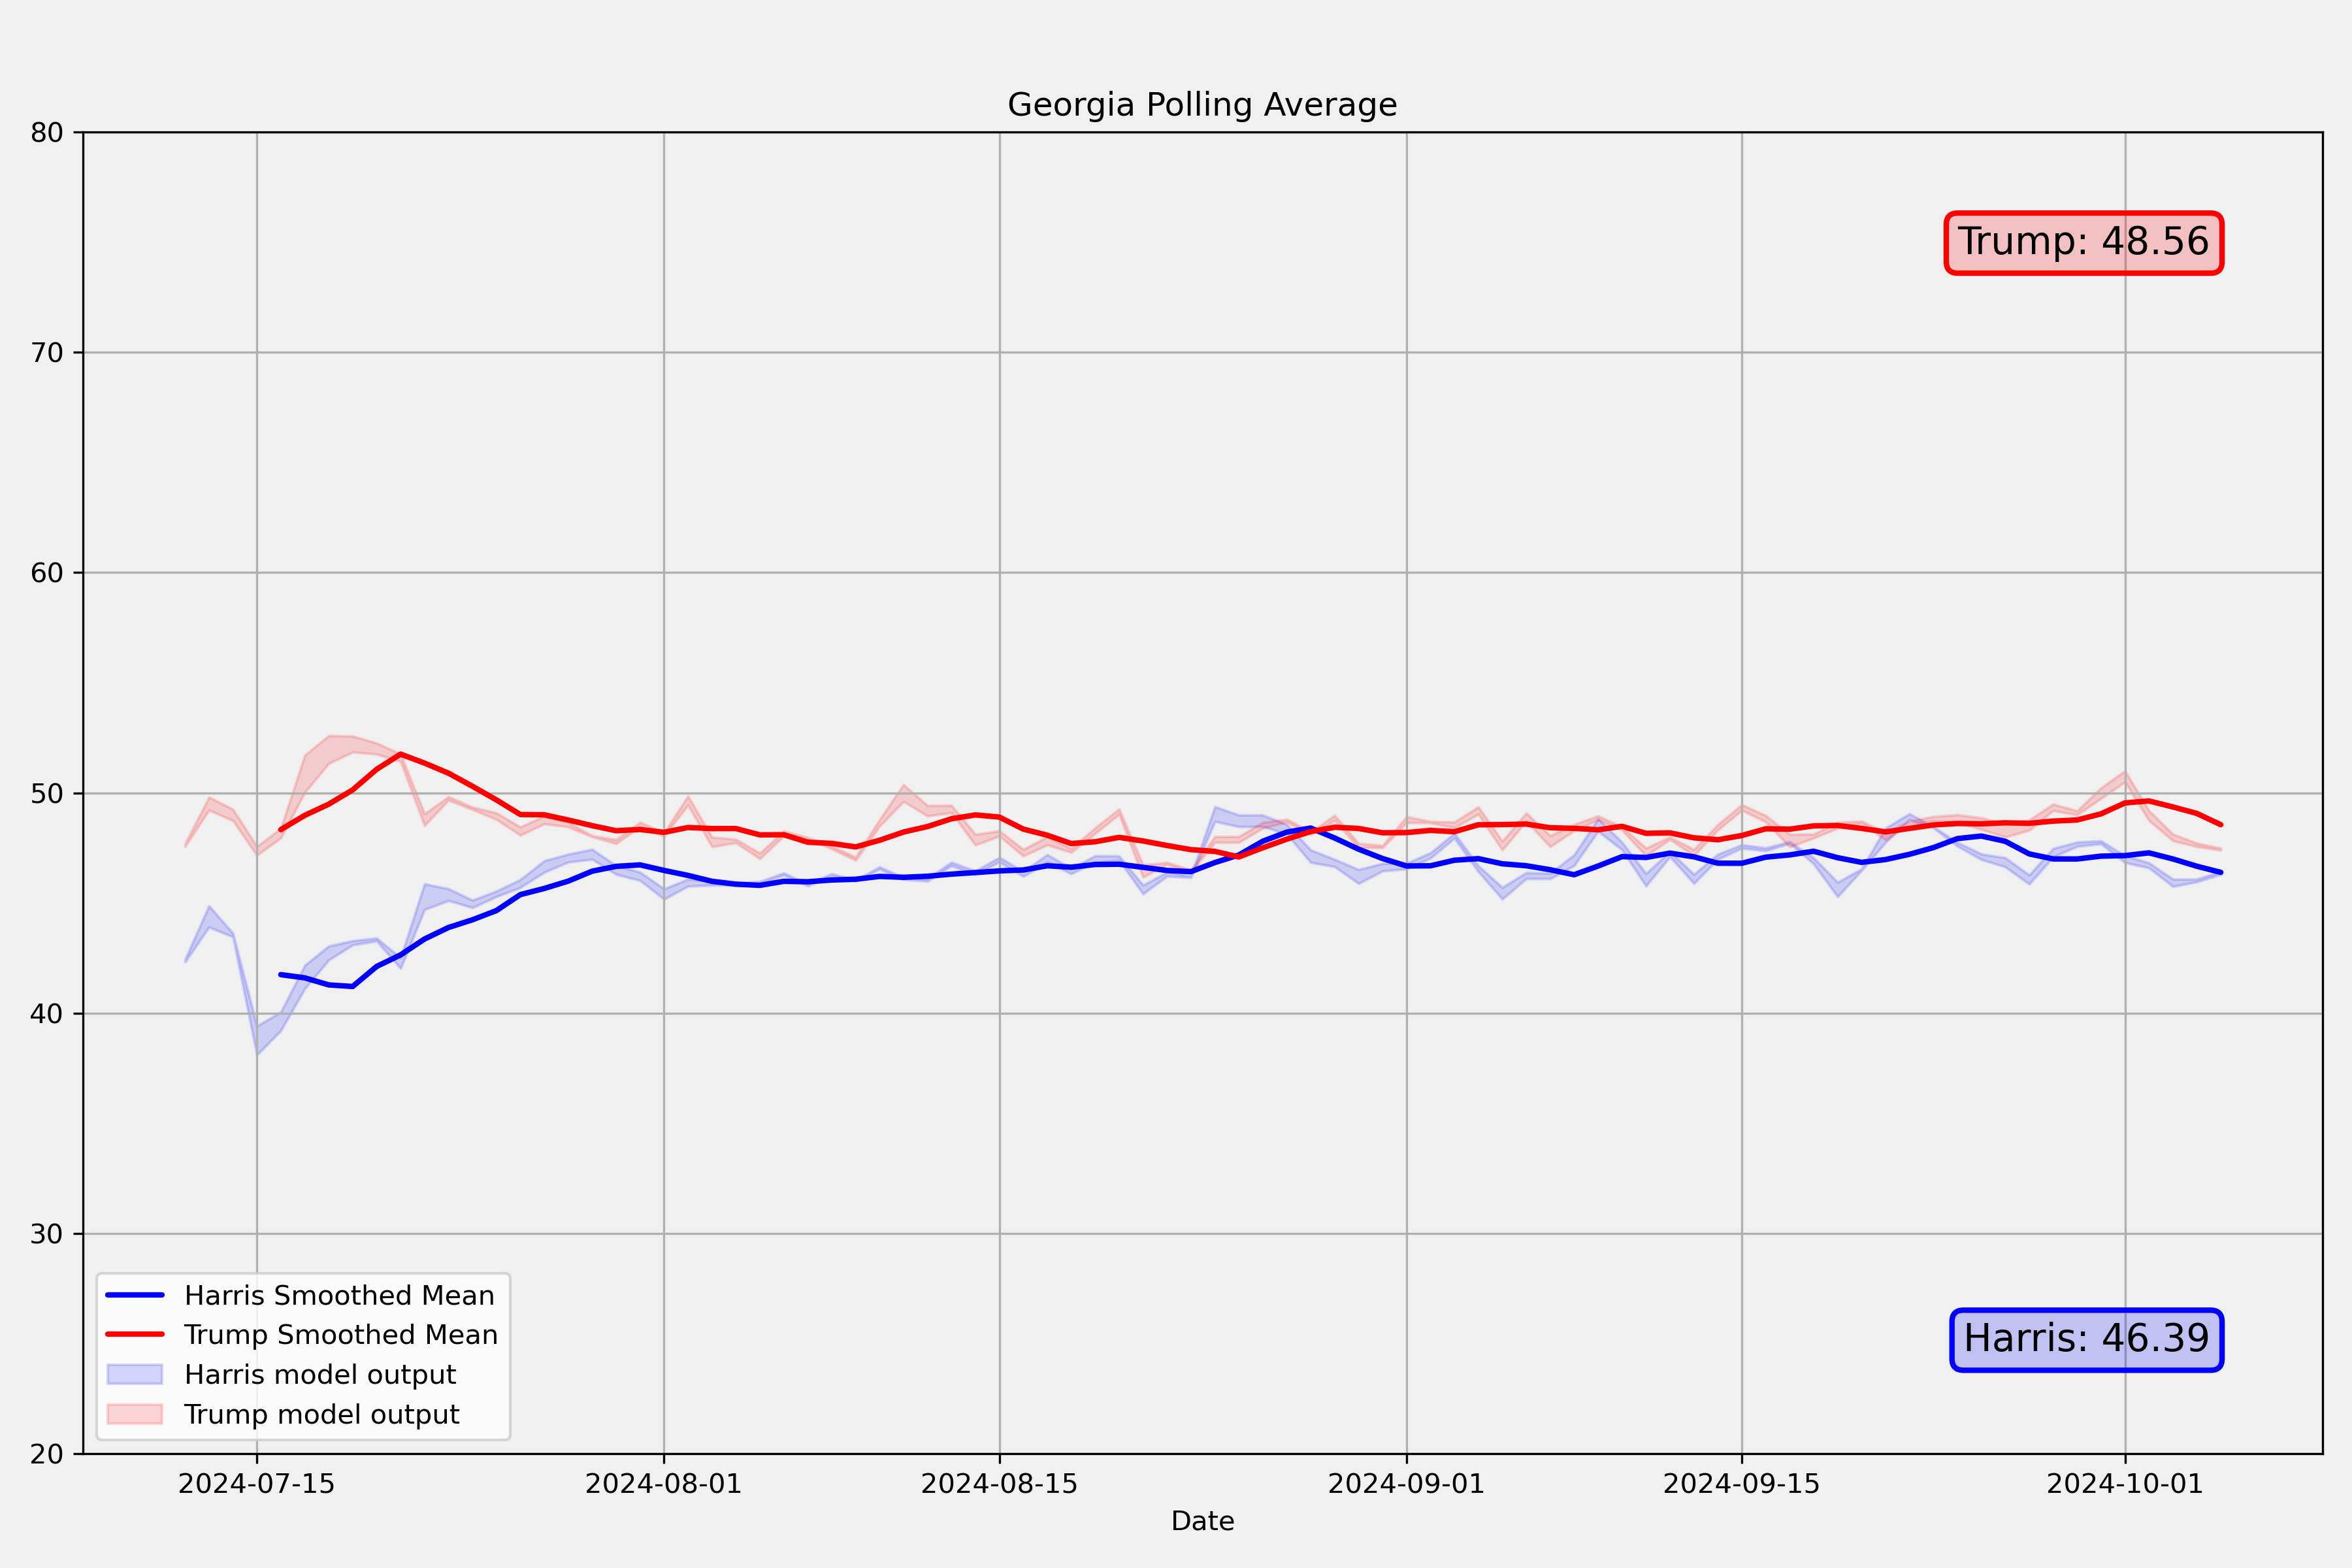 Georgia Polling Average
80
70
60
50
40
30
20
Trump: 48.56
Harris: 46.39
Harris Smoothed Mean
Trump Smoothed Mean
Harris model output
Trump model output
2024-07-15 2024-08-01 2024-08-15 2024-09-01 2024-09-15 2024-10-01
Date